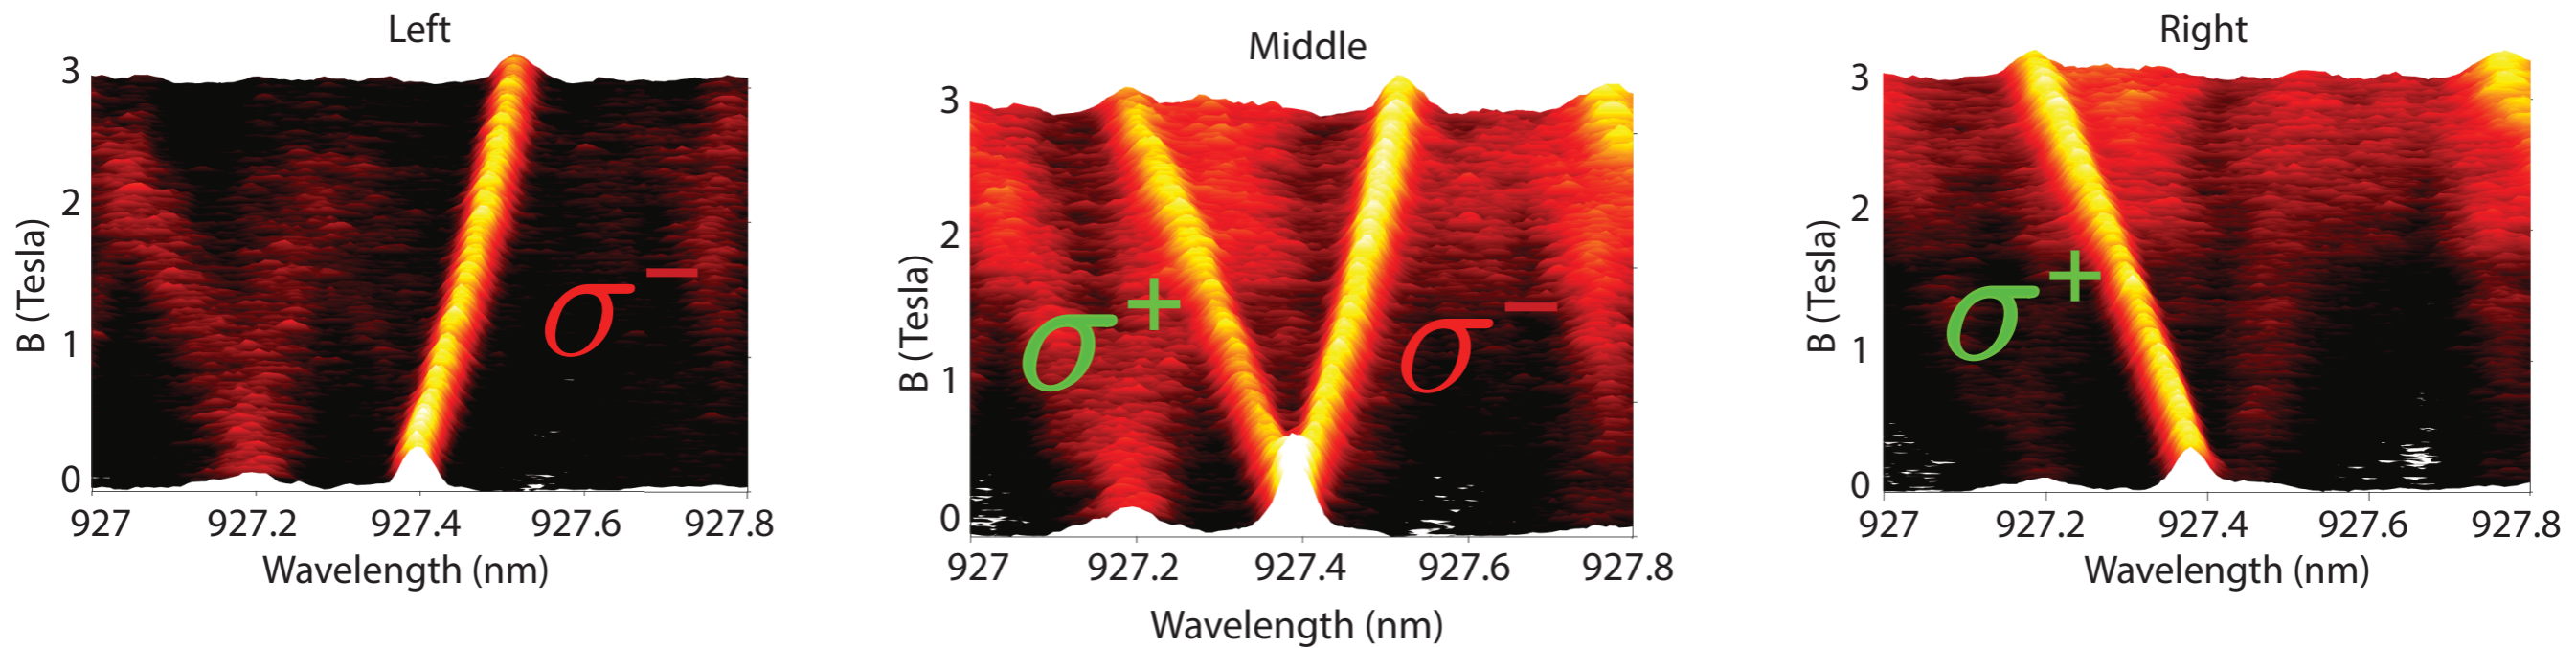 Left
3
2
1
0
B (Tesla)
σ−
927 927.2 927.4 927.6 927.8
Wavelength (nm)
Middle
3
2
1
0
B (Tesla)
σ+
σ−
927 927.2 927.4 927.6 927.8
Wavelength (nm)
Right
3
2
1
0
B (Tesla)
σ+
927 927.2 927.4 927.6 927.8
Wavelength (nm)